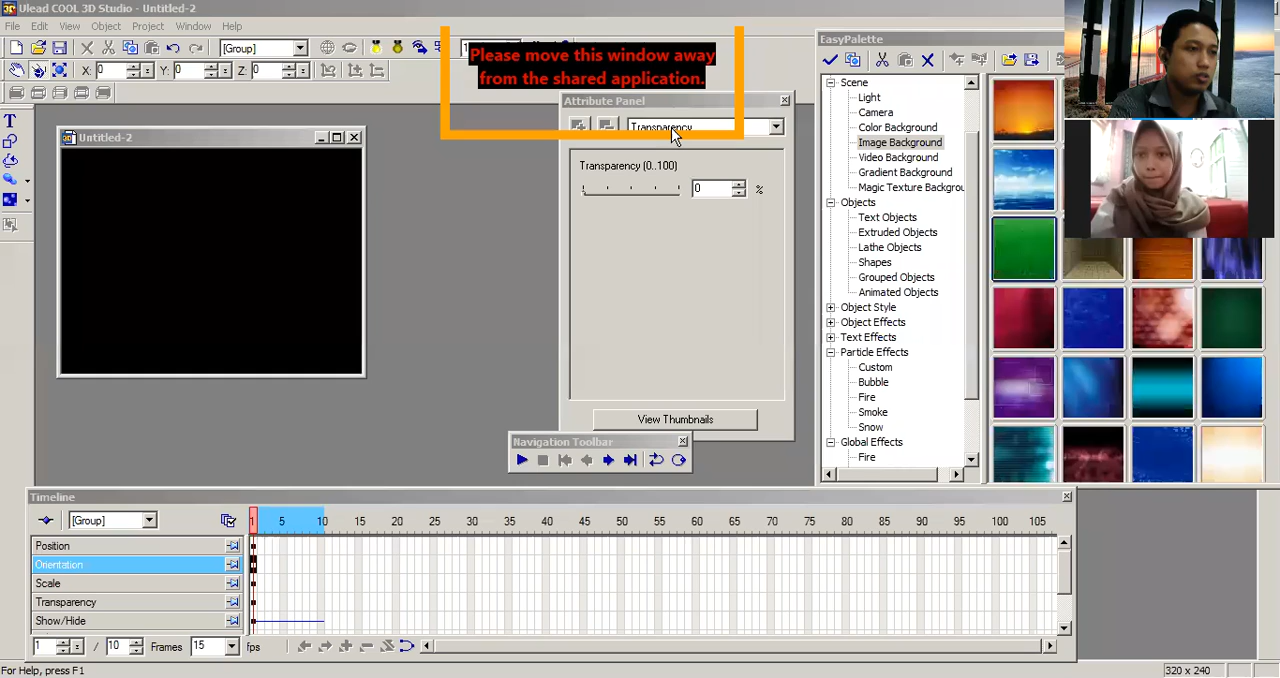 Ulead COOL 3D Studio - Untitled-2
File Edit View Object Project Window Help
[Group]
X: 0 Y: 0 Z: 0
Please move this window away
from the shared application.
Untitled-2
Attribute Panel
Transparency
Transparency (0..100)
0 %
View Thumbnails
Navigation Toolbar
EasyPalette
Scene
Light
Camera
Color Background
Image Background
Video Background
Gradient Background
Magic Texture Backgrou
Objects
Text Objects
Extruded Objects
Lathe Objects
Shapes
Grouped Objects
Animated Objects
Object Style
Object Effects
Text Effects
Particle Effects
Custom
Bubble
Fire
Smoke
Snow
Global Effects
Fire
Timeline
[Group]
1 5 10 15 20 25 30 35 40 45 50 55 60 65 70 75 80 85 90 95 100 105
Position
Orientation
Scale
Transparency
Show/Hide
1 / 10 Frames 15 fps
For Help, press F1
320 x 240